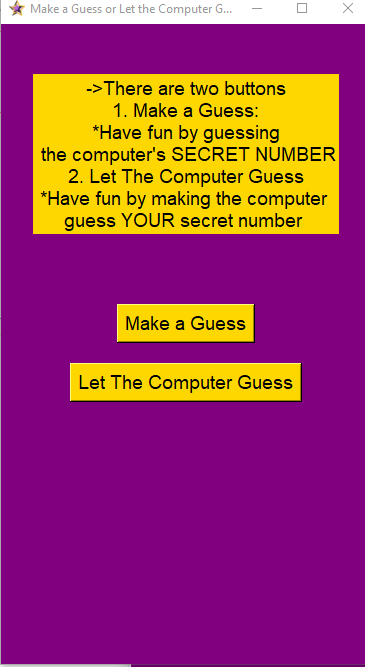 Make a Guess or Let the Computer G...
->There are two buttons
1. Make a Guess:
*Have fun by guessing
the computer's SECRET NUMBER
2. Let The Computer Guess
*Have fun by making the computer
guess YOUR secret number
Make a Guess
Let The Computer Guess